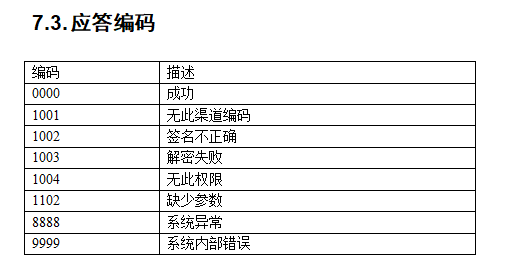 7.3.应答编码
编码 描述
0000 成功
1001 无此渠道编码
1002 签名不正确
1003 解密失败
1004 无此权限
1102 缺少参数
8888 系统异常
9999 系统内部错误